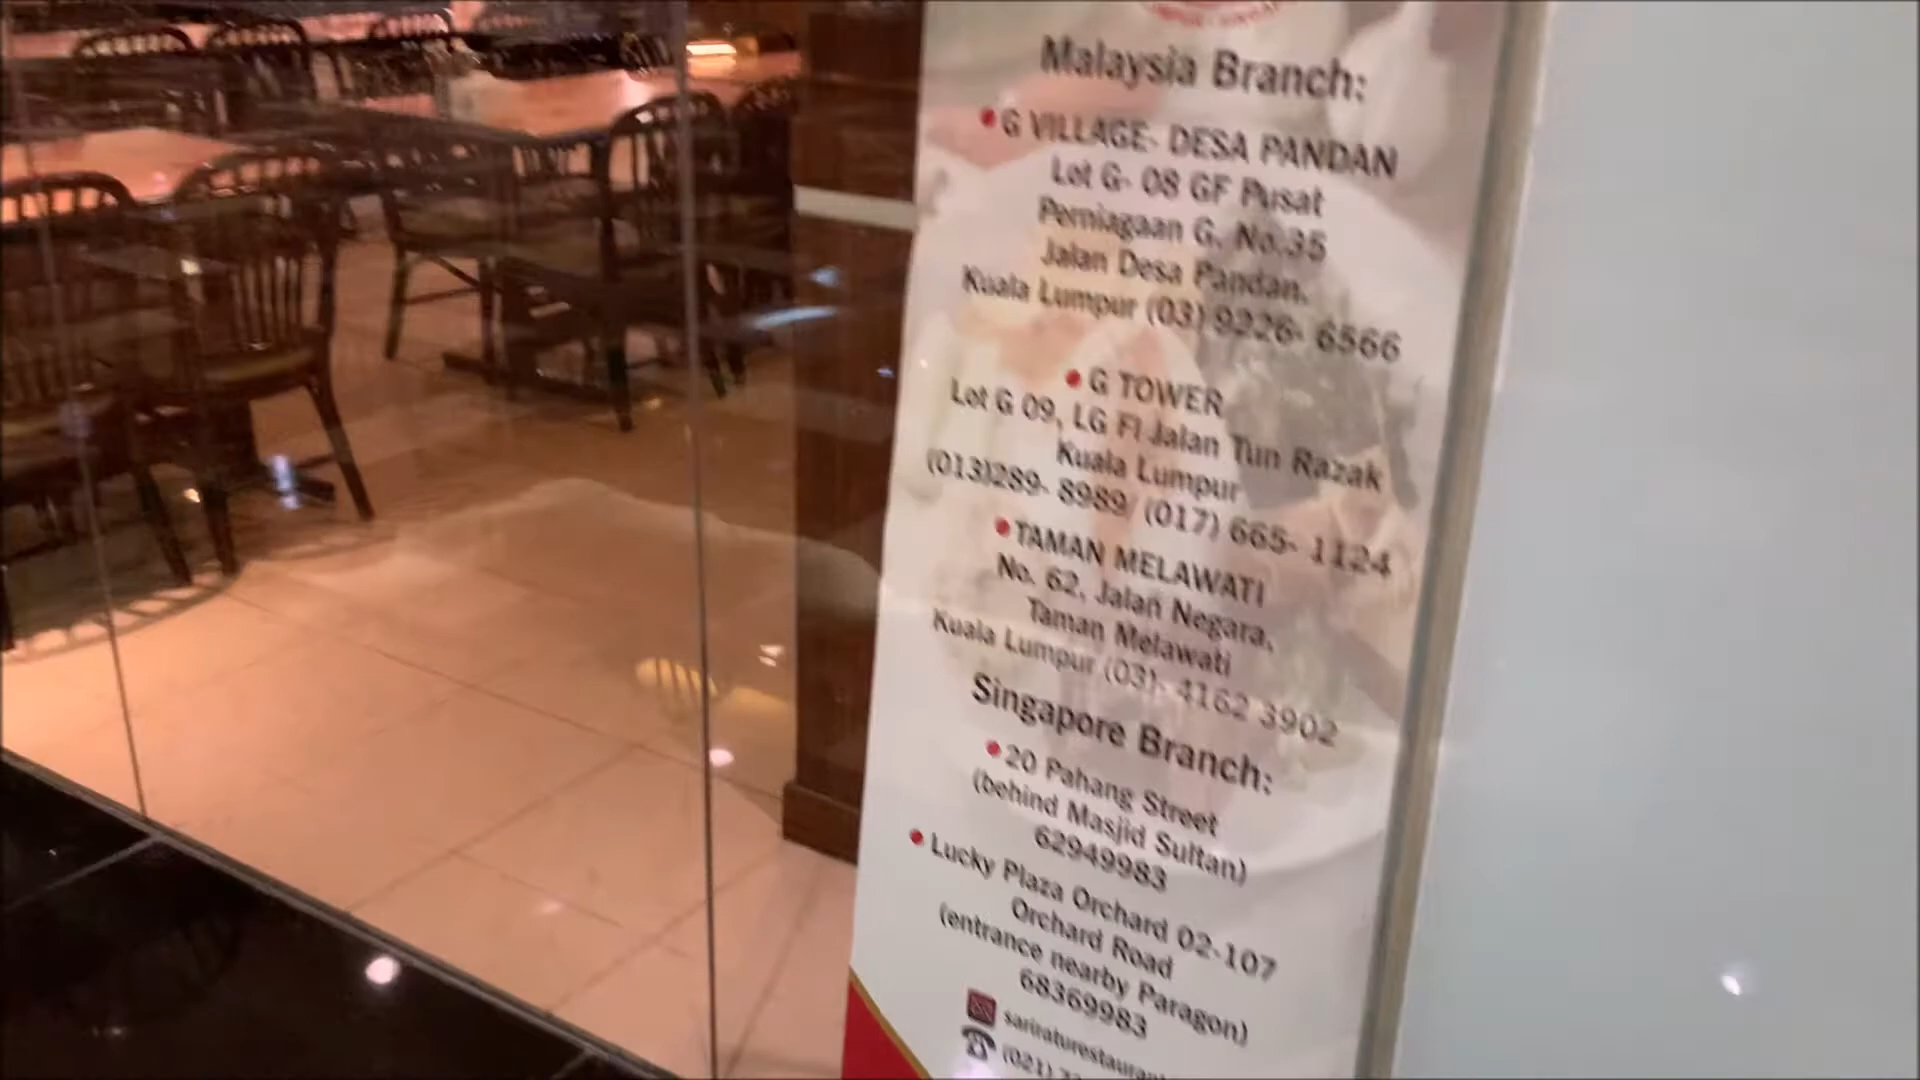 Malaysia Branch:
G VILLAGE- DESA PANDAN
Lot G- 08 GF Pusat
Perniagaan G, No.35
Jalan Desa Pandan,
Kuala Lumpur (03) 9226- 6566
G TOWER
Lot G 09, LG Fl Jalan Tun Razak
Kuala Lumpur
(013)289- 8989/ (017) 665- 1124
TAMAN MELAWATI
No. 62, Jalan Negara,
Taman Melawati
Kuala Lumpur (03)- 4162 3902
Singapore Branch:
20 Pahang Street
(behind Masjid Sultan)
62949983
Lucky Plaza Orchard 02-107
Orchard Road
(entrance nearby Paragon)
68369983
sariraturestaurant
(021)